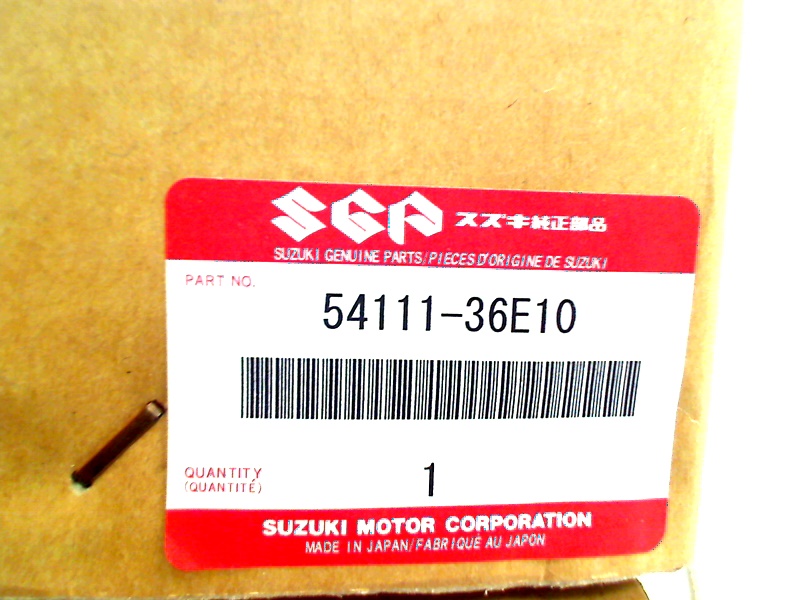 SGP スズキ純正部品
SUZUKI GENUINE PARTS/PIECES D'ORIGINE DE SUZUKI
PART NO.
54111-36E10
QUANTITY
(QUANTITÉ)
1
SUZUKI MOTOR CORPORATION
MADE IN JAPAN/FABRIQUÉ AU JAPON